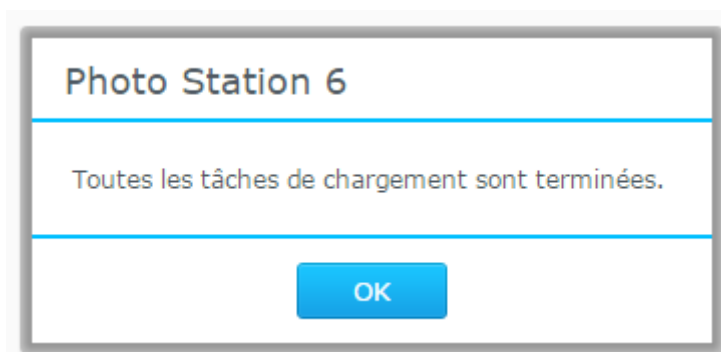 Photo Station 6
Toutes les tâches de chargement sont terminées.
OK